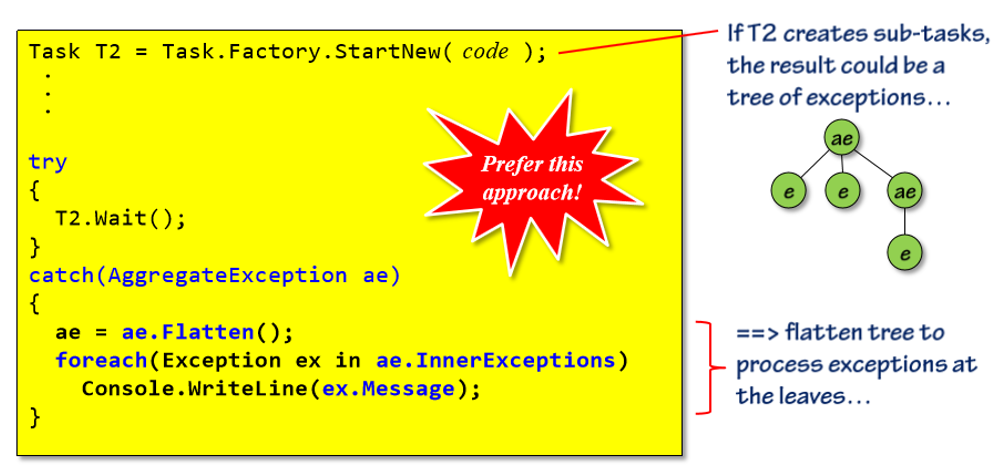 Task T2 = Task.Factory.StartNew( code );
.
.
.
try
{
T2.Wait();
}
catch(AggregateException ae)
{
ae = ae.Flatten();
foreach(Exception ex in ae.InnerExceptions)
Console.WriteLine(ex.Message);
}
Prefer this
approach!
If T2 creates sub-tasks,
the result could be a
tree of exceptions…
ae
e e ae
e
==> flatten tree to
process exceptions at
the leaves…